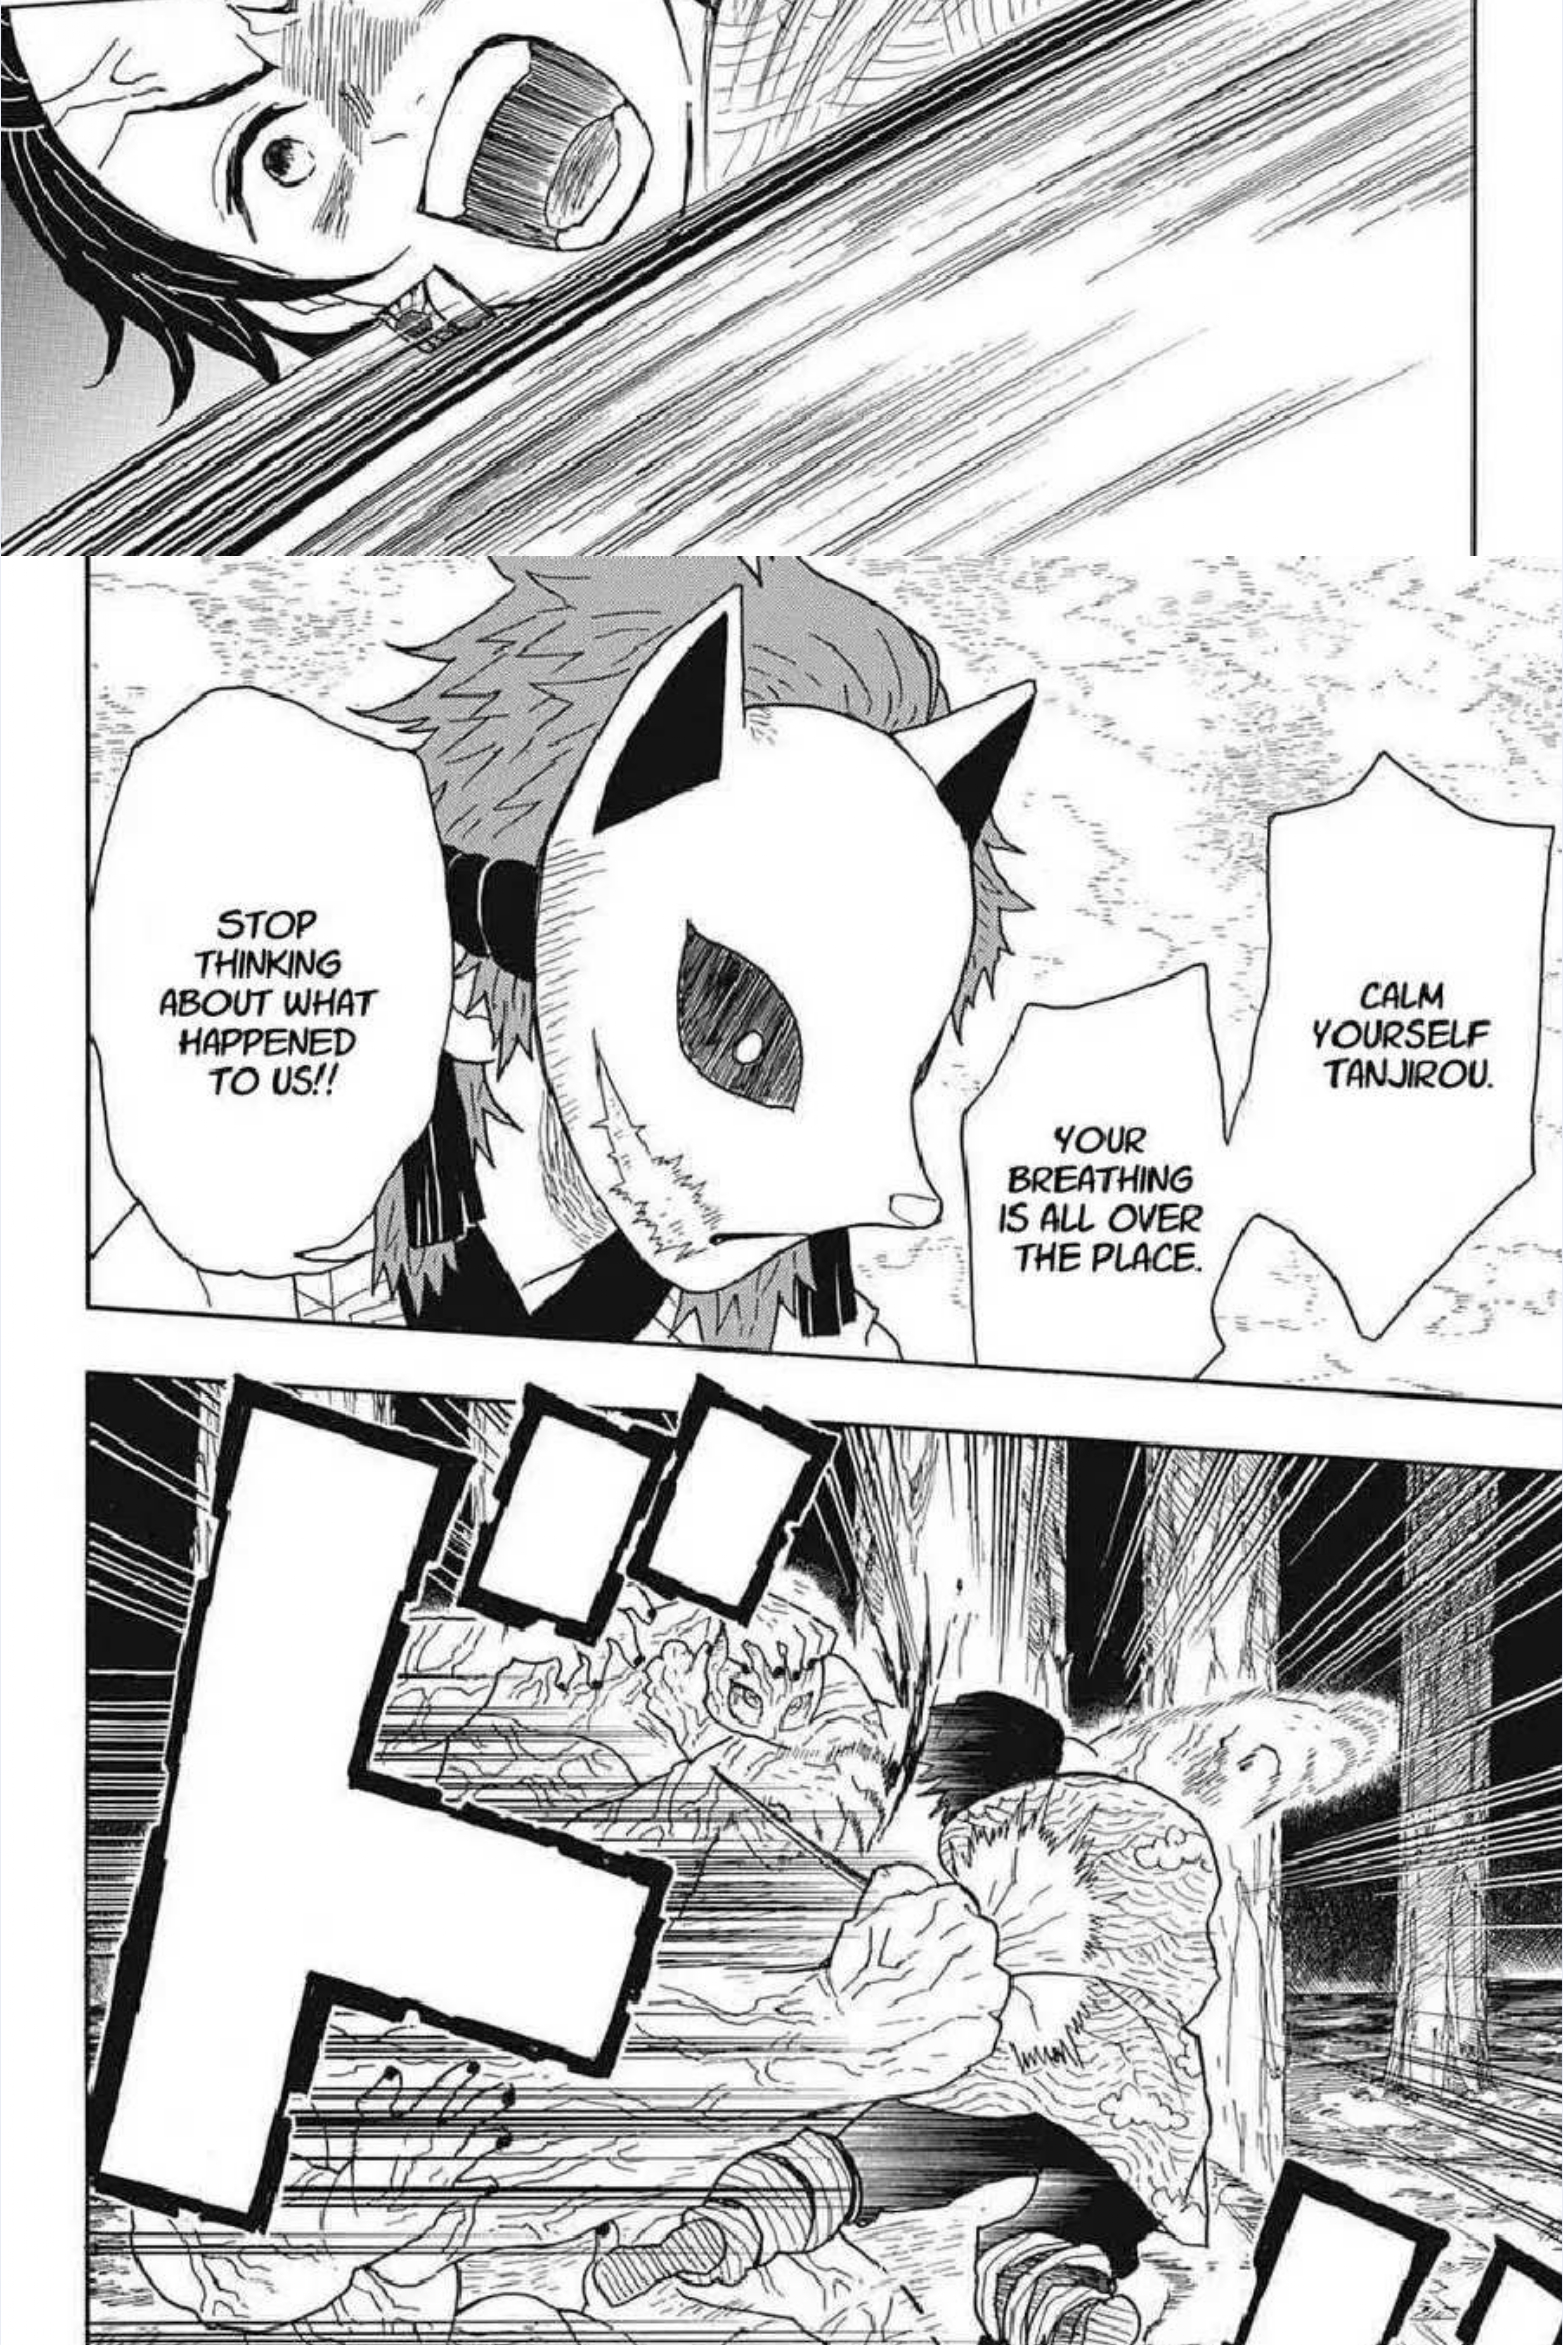 CALM
YOURSELF
TANJIROU.
YOUR
BREATHING
IS ALL OVER
THE PLACE.
STOP
THINKING
ABOUT WHAT
HAPPENED
TO US!!
ド